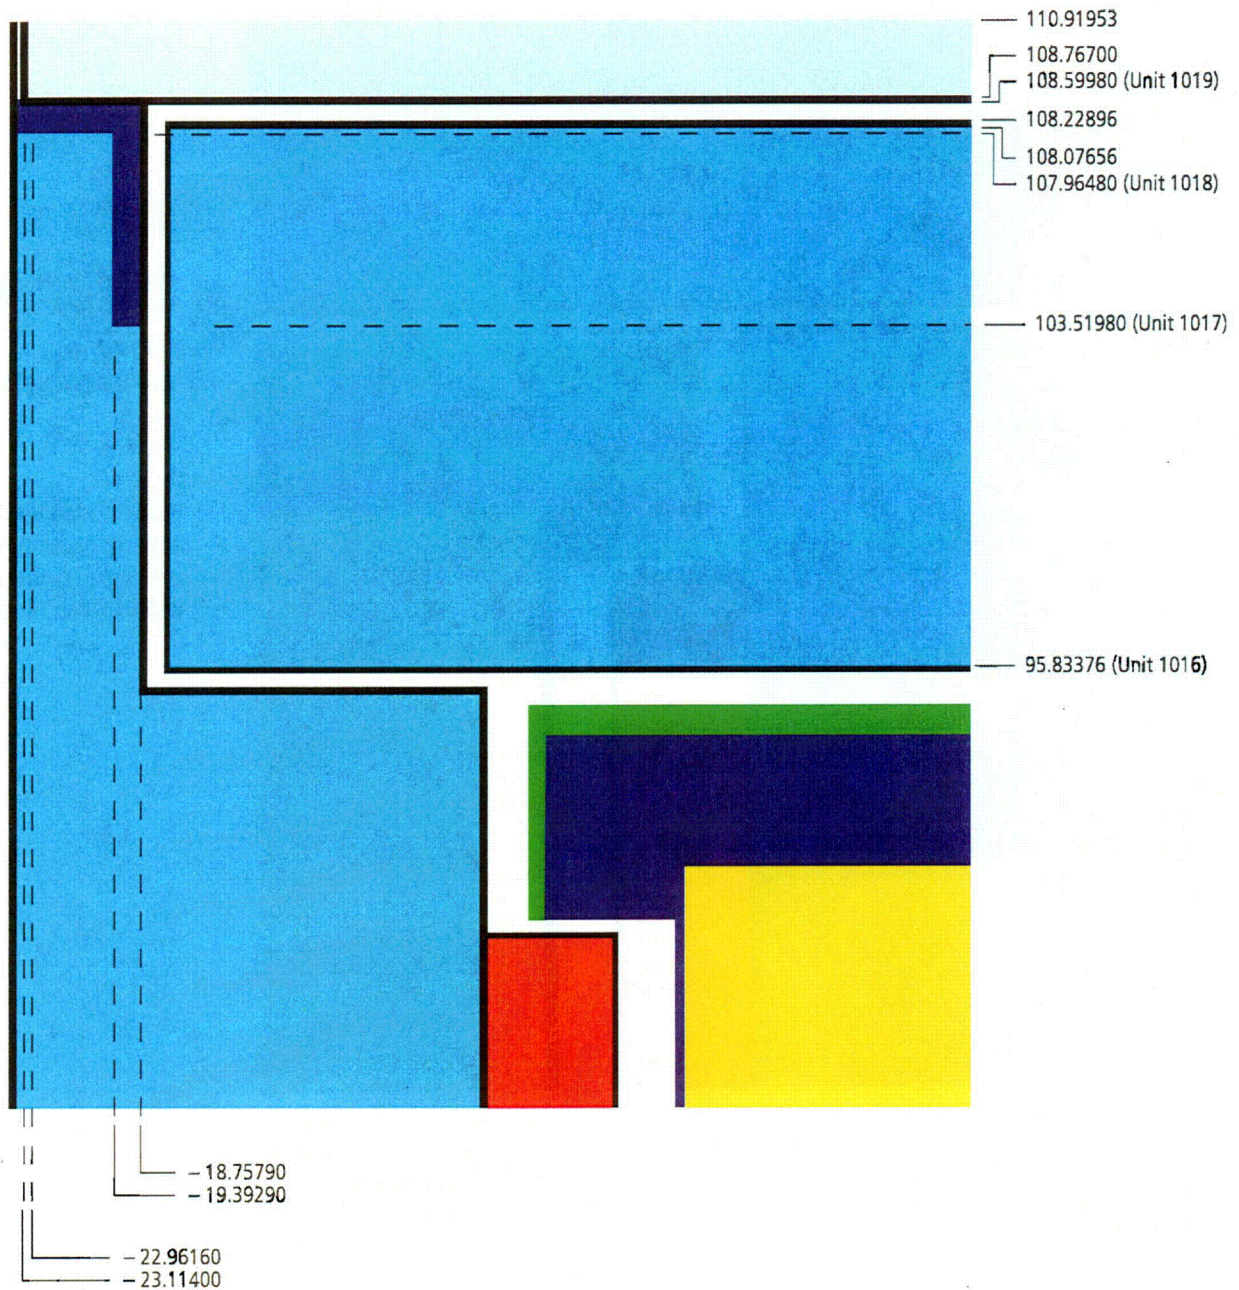 110.91953
108.76700
108.59980 (Unit 1019)
108.22896
108.07656
107.96480 (Unit 1018)
103.51980 (Unit 1017)
95.83376 (Unit 1016)
– 18.75790
– 19.39290
– 22.96160
– 23.11400